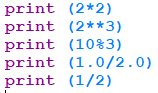 print (2*2)
print (2**3)
print (10%3)
print (1.0/2.0)
print (1/2)